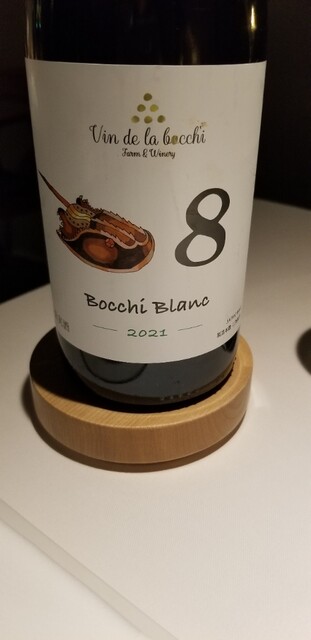 Vin de la bocchi
Farm & Winery
8
Bocchi Blanc
2021